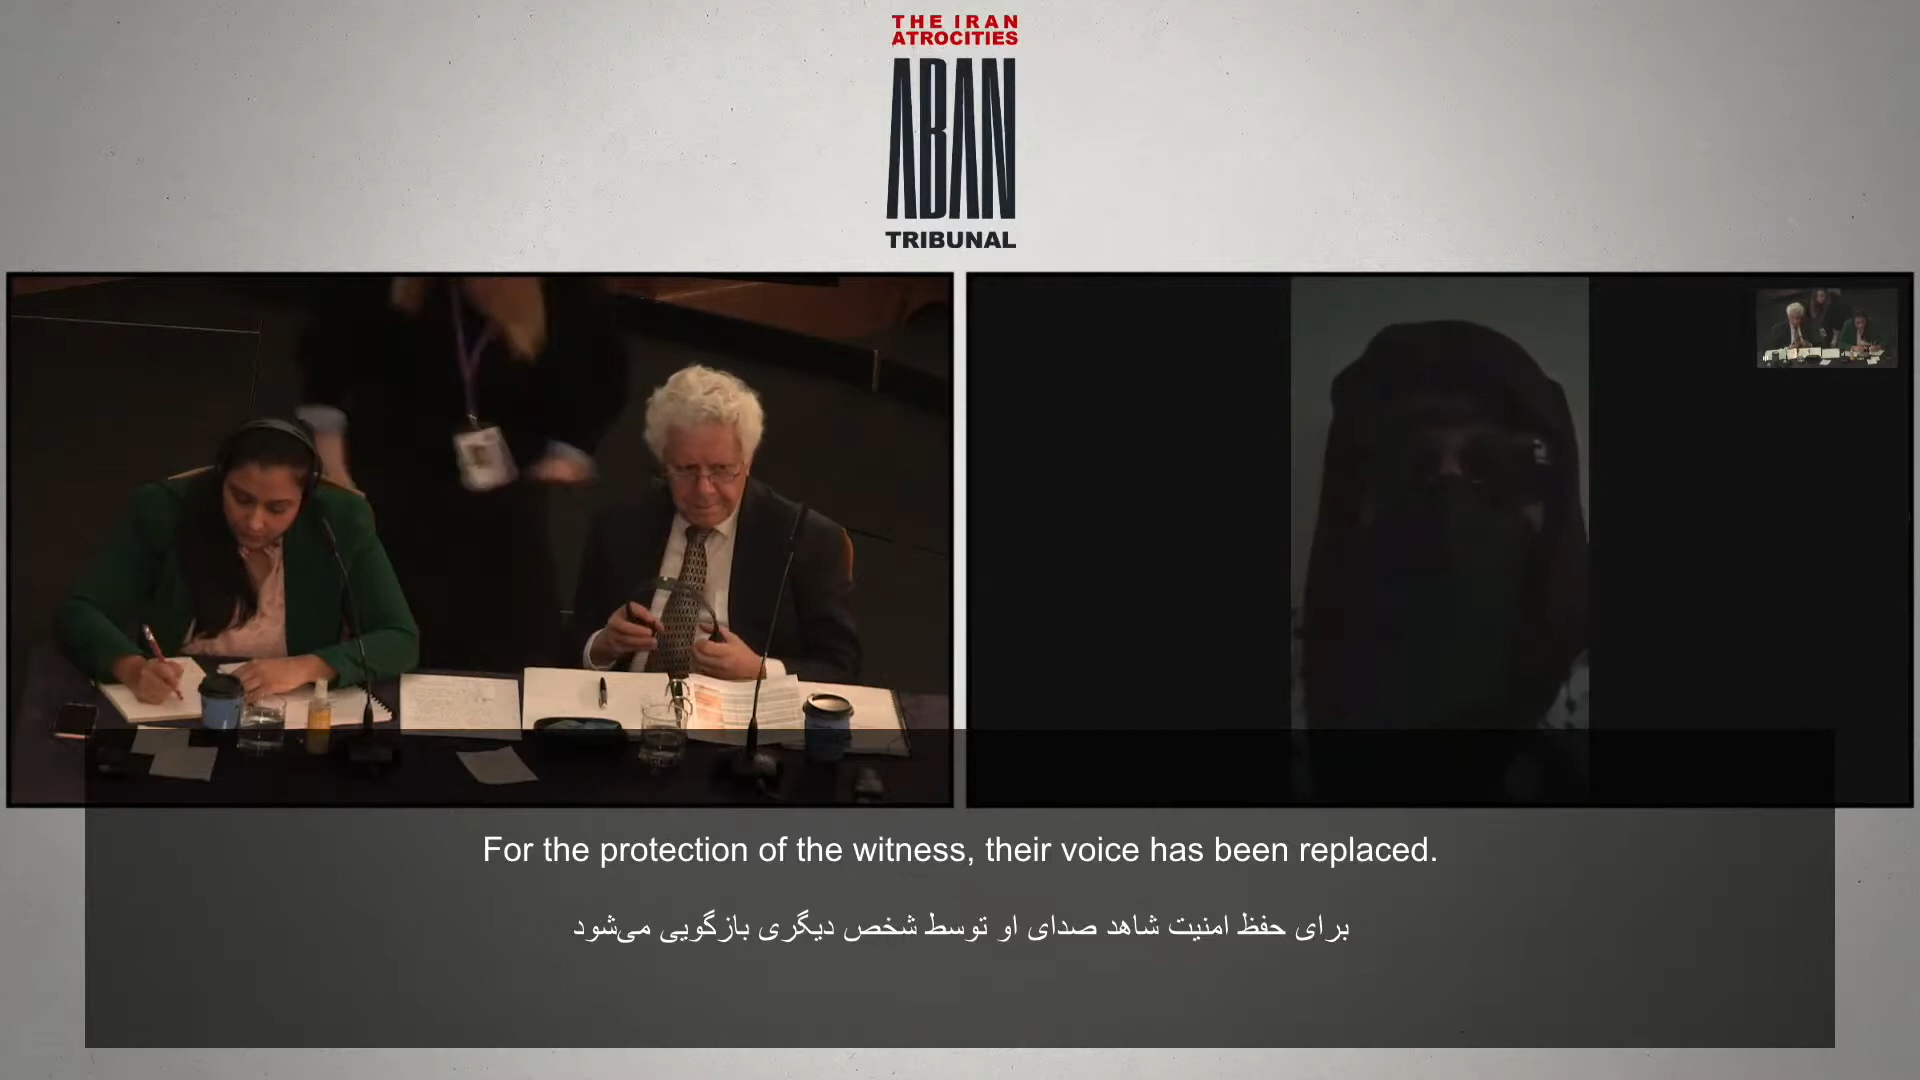 THE IRAN
ATROCITIES
ABAN
TRIBUNAL
For the protection of the witness, their voice has been replaced.
برای حفظ امنیت شاهد صدای او توسط شخص دیگری بازگویی می‌شود